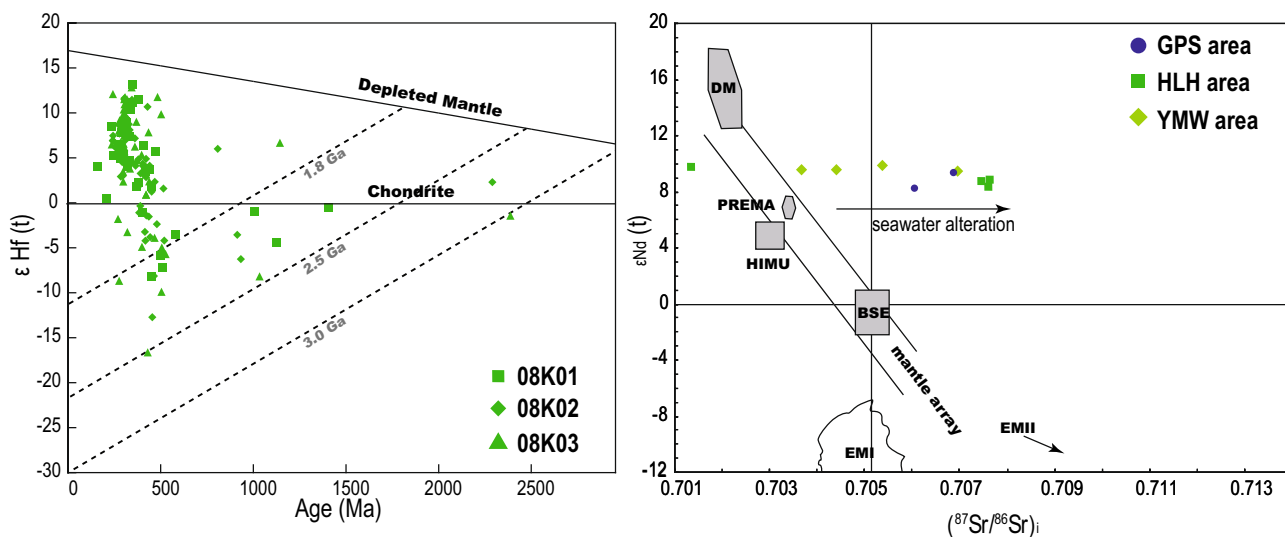 20
15
10
5
0
-5
-10
-15
-20
-25
-30
ε Hf (t)
Depleted Mantle
1.8 Ga
Chondrite
2.5 Ga
3.0 Ga
08K01
08K02
08K03
0 500 1000 1500 2000 2500
Age (Ma)
20
16
12
8
4
0
-4
-8
-12
εNd (t)
GPS area
HLH area
YMW area
DM
PREMA
seawater alteration
HIMU
BSE
mantle array
EMII
EMI
0.701 0.703 0.705 0.707 0.709 0.711 0.713
(⁸⁷Sr/⁸⁶Sr)ᵢ